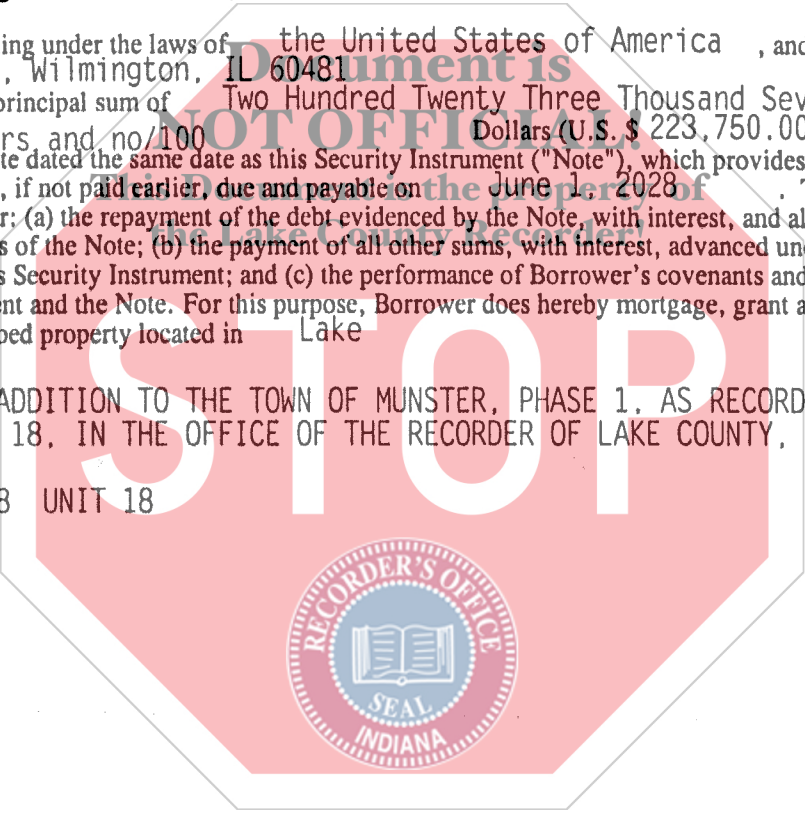 ing under the laws of the United States of America , and
, Wilmington, IL 60481
principal sum of Two Hundred Twenty Three Thousand Sev
rs and no/100 Dollars (U.S. $ 223,750.00
te dated the same date as this Security Instrument ("Note"), which provides
, if not paid earlier, due and payable on June 1, 2028 .
r: (a) the repayment of the debt evidenced by the Note, with interest, and al
s of the Note; (b) the payment of all other sums, with interest, advanced un
s Security Instrument; and (c) the performance of Borrower's covenants and
ent and the Note. For this purpose, Borrower does hereby mortgage, grant a
bed property located in Lake
ADDITION TO THE TOWN OF MUNSTER, PHASE 1, AS RECORD
18, IN THE OFFICE OF THE RECORDER OF LAKE COUNTY,
8 UNIT 18
Document is
NOT OFFICIAL!
This Document is the property of
the Lake County Recorder!
STOP
RECORDER'S OFFICE
SEAL
INDIANA